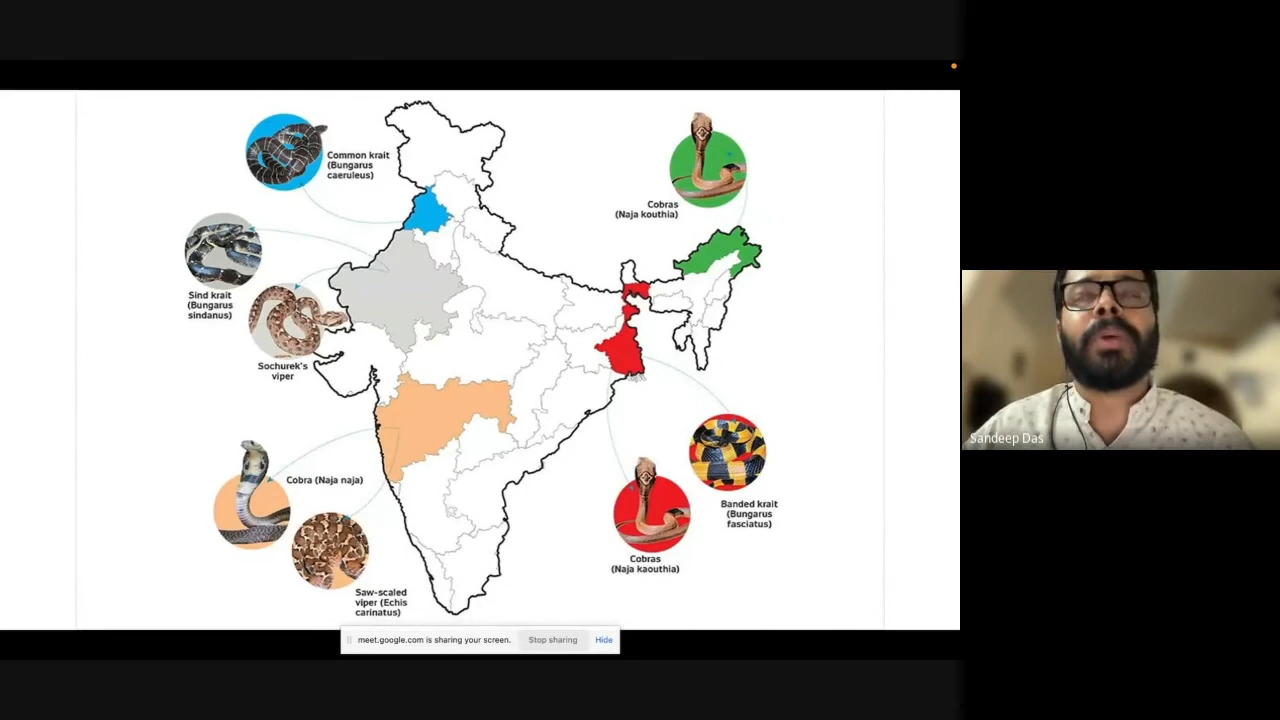 Common krait
(Bungarus
caeruleus)
Cobras
(Naja kouthia)
Sind krait
(Bungarus
sindanus)
Sochurek's
viper
Cobra (Naja naja)
Saw-scaled
viper (Echis
carinatus)
Banded krait
(Bungarus
fasciatus)
Cobras
(Naja kaouthia)
Sandeep Das
meet.google.com is sharing your screen.
Stop sharing
Hide